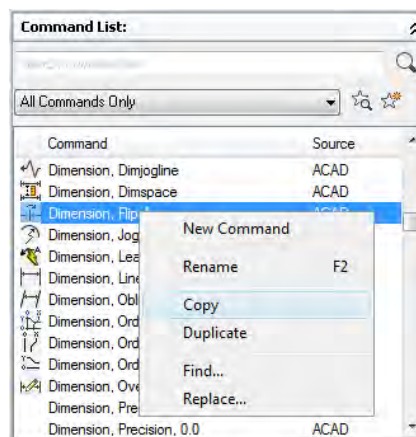 Command List:
All Commands Only
Command Source
Dimension, Dimjogline ACAD
Dimension, Dimspace ACAD
Dimension, Flip
Dimension, Jog
Dimension, Lea
Dimension, Line
Dimension, Obl
Dimension, Ord
Dimension, Ord
Dimension, Ord
Dimension, Ove
Dimension, Pre
Dimension, Precision, 0.0 ACAD
New Command
Rename F2
Copy
Duplicate
Find...
Replace...